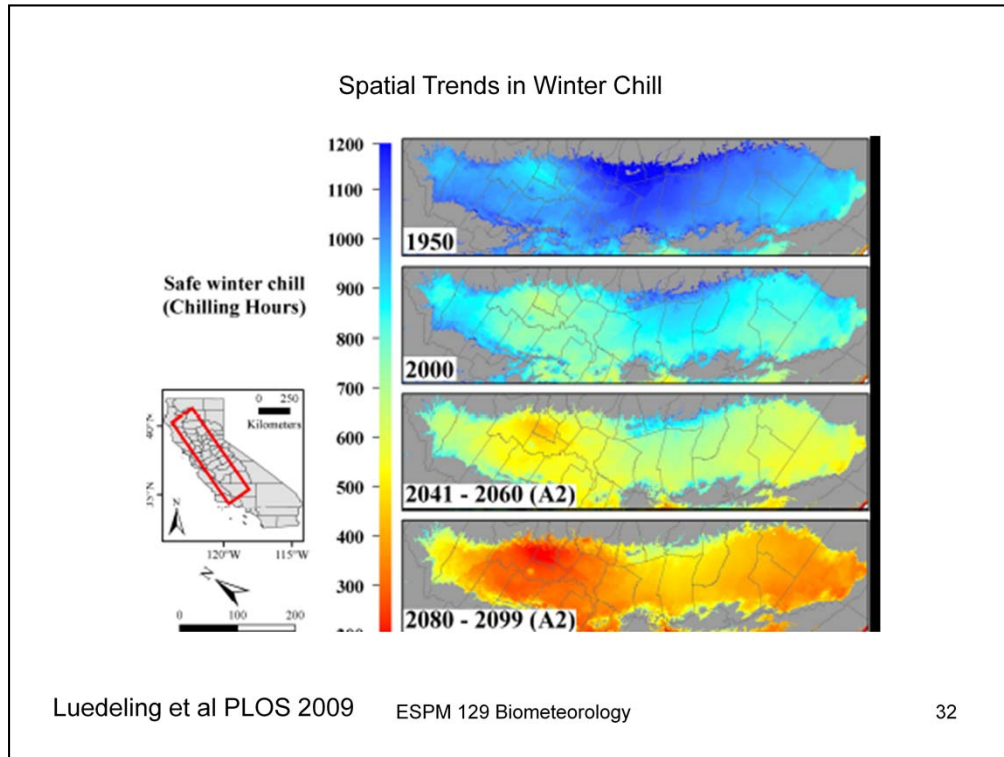 Spatial Trends in Winter Chill
1200
1100
1000
900
800
700
600
500
400
300
Safe winter chill
(Chilling Hours)
1950
2000
2041 - 2060 (A2)
2080 - 2099 (A2)
0 250
Kilometers
40°N
35°N
N
120°W 115°W
N
0 100 200
Luedeling et al PLOS 2009
ESPM 129 Biometeorology
32